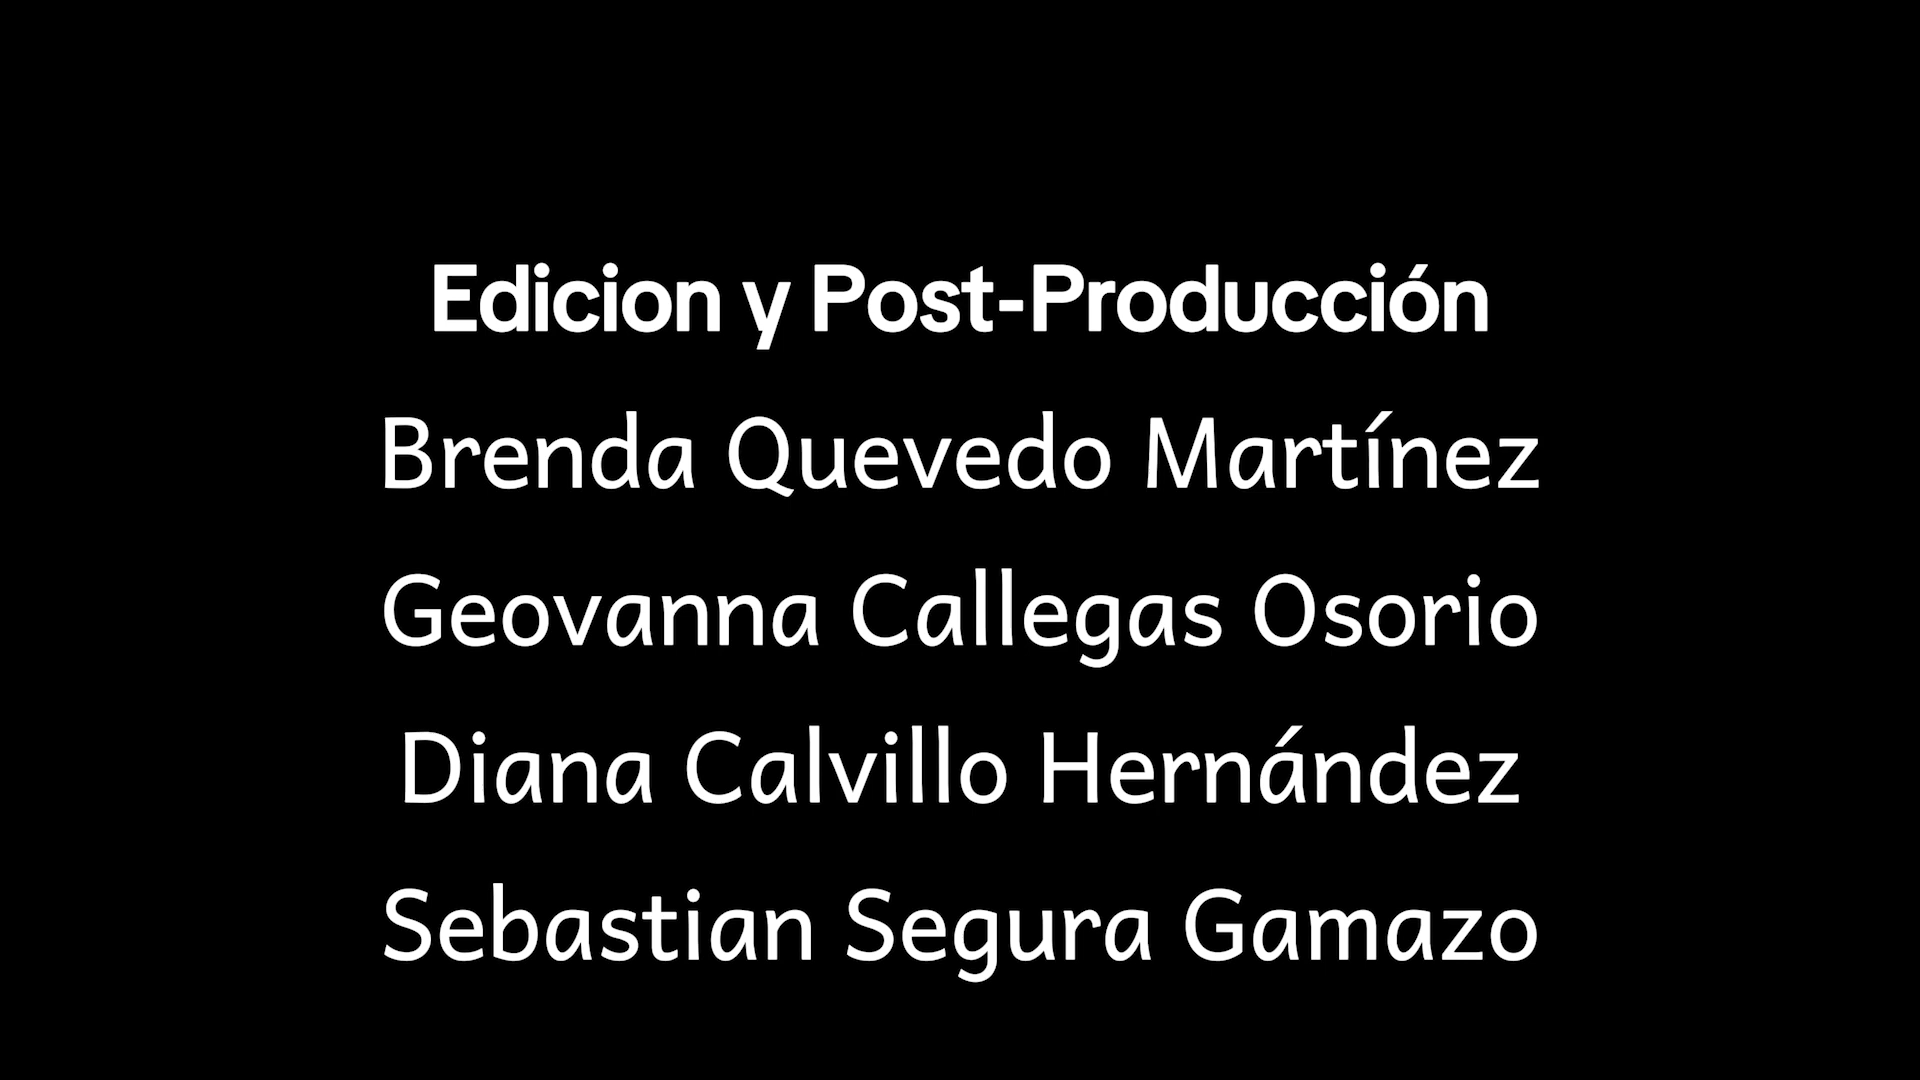 Edicion y Post-Producción
Brenda Quevedo Martínez
Geovanna Callegas Osorio
Diana Calvillo Hernández
Sebastian Segura Gamazo